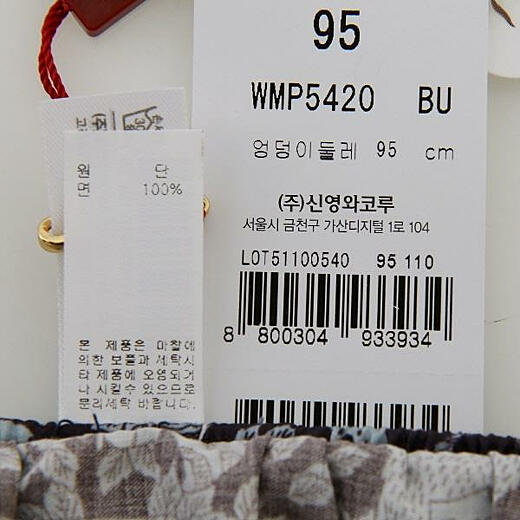 95
WMP5420 BU
엉덩이둘레 95 cm
(주)신영와코루
서울시 금천구 가산디지털 1로 104
LOT51100540 95 110
8 800304 933934
원 단
면 100%
본 제품은 마찰에
의한 보풀과 세탁시
타 제품에 오염되거
나 시킬수 있으므로
분리세탁 바랍니다.